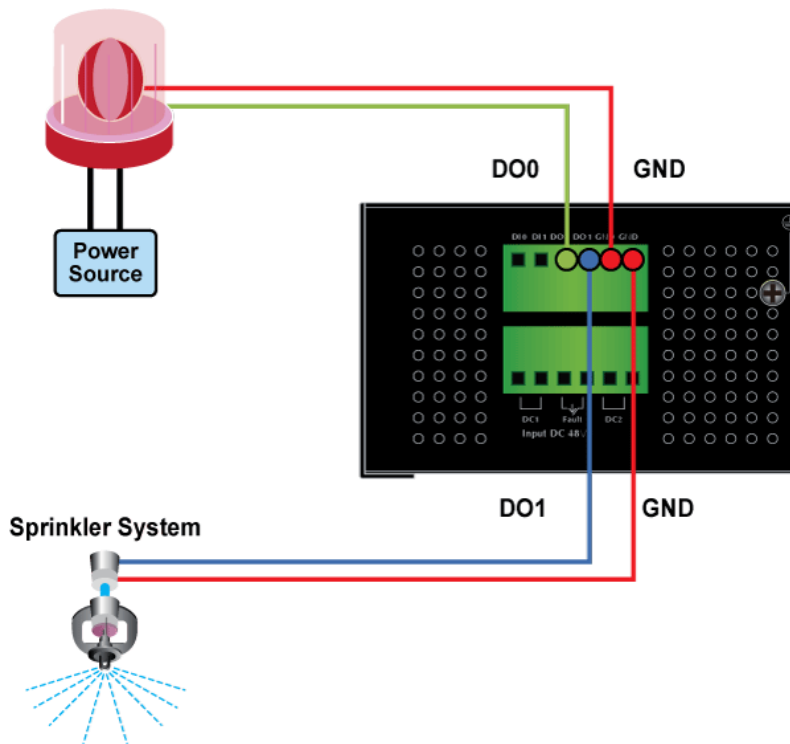 DO0
GND
DI0 DI1 DO0 DO1 GND GND
Power
Source
DC1
Fault
DC2
Input DC 48V
DO1
GND
Sprinkler System